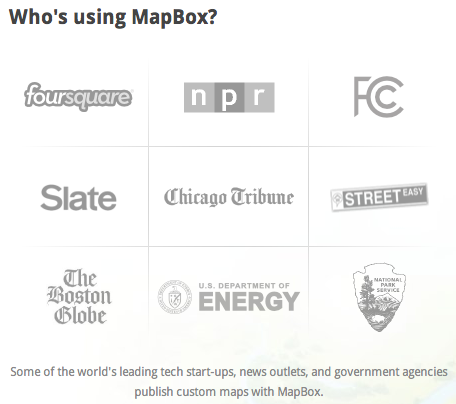 Who's using MapBox?
foursquare
npr
FCC
Slate
Chicago Tribune
STREET EASY
The
Boston
Globe
U.S. DEPARTMENT OF
ENERGY
NATIONAL
PARK
SERVICE
Some of the world's leading tech start-ups, news outlets, and government agencies
publish custom maps with MapBox.